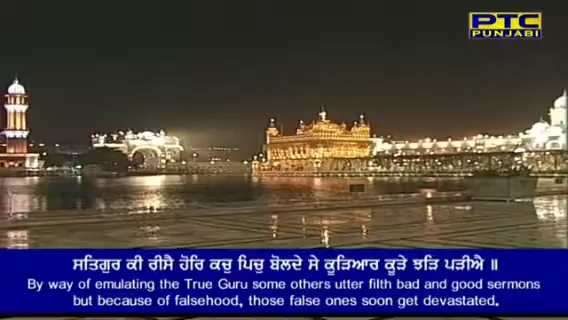 PTC
PUNJABI
ਸਤਿਗੁਰ ਕੀ ਰੀਸੈ ਹੋਰਿ ਕਚੁ ਪਿਚੁ ਬੋਲਦੇ ਸੇ ਕੂੜਿਆਰ ਕੂੜੇ ਝੜਿ ਪੜੀਐ ॥
By way of emulating the True Guru some others utter filth bad and good sermons
but because of falsehood, those false ones soon get devastated.